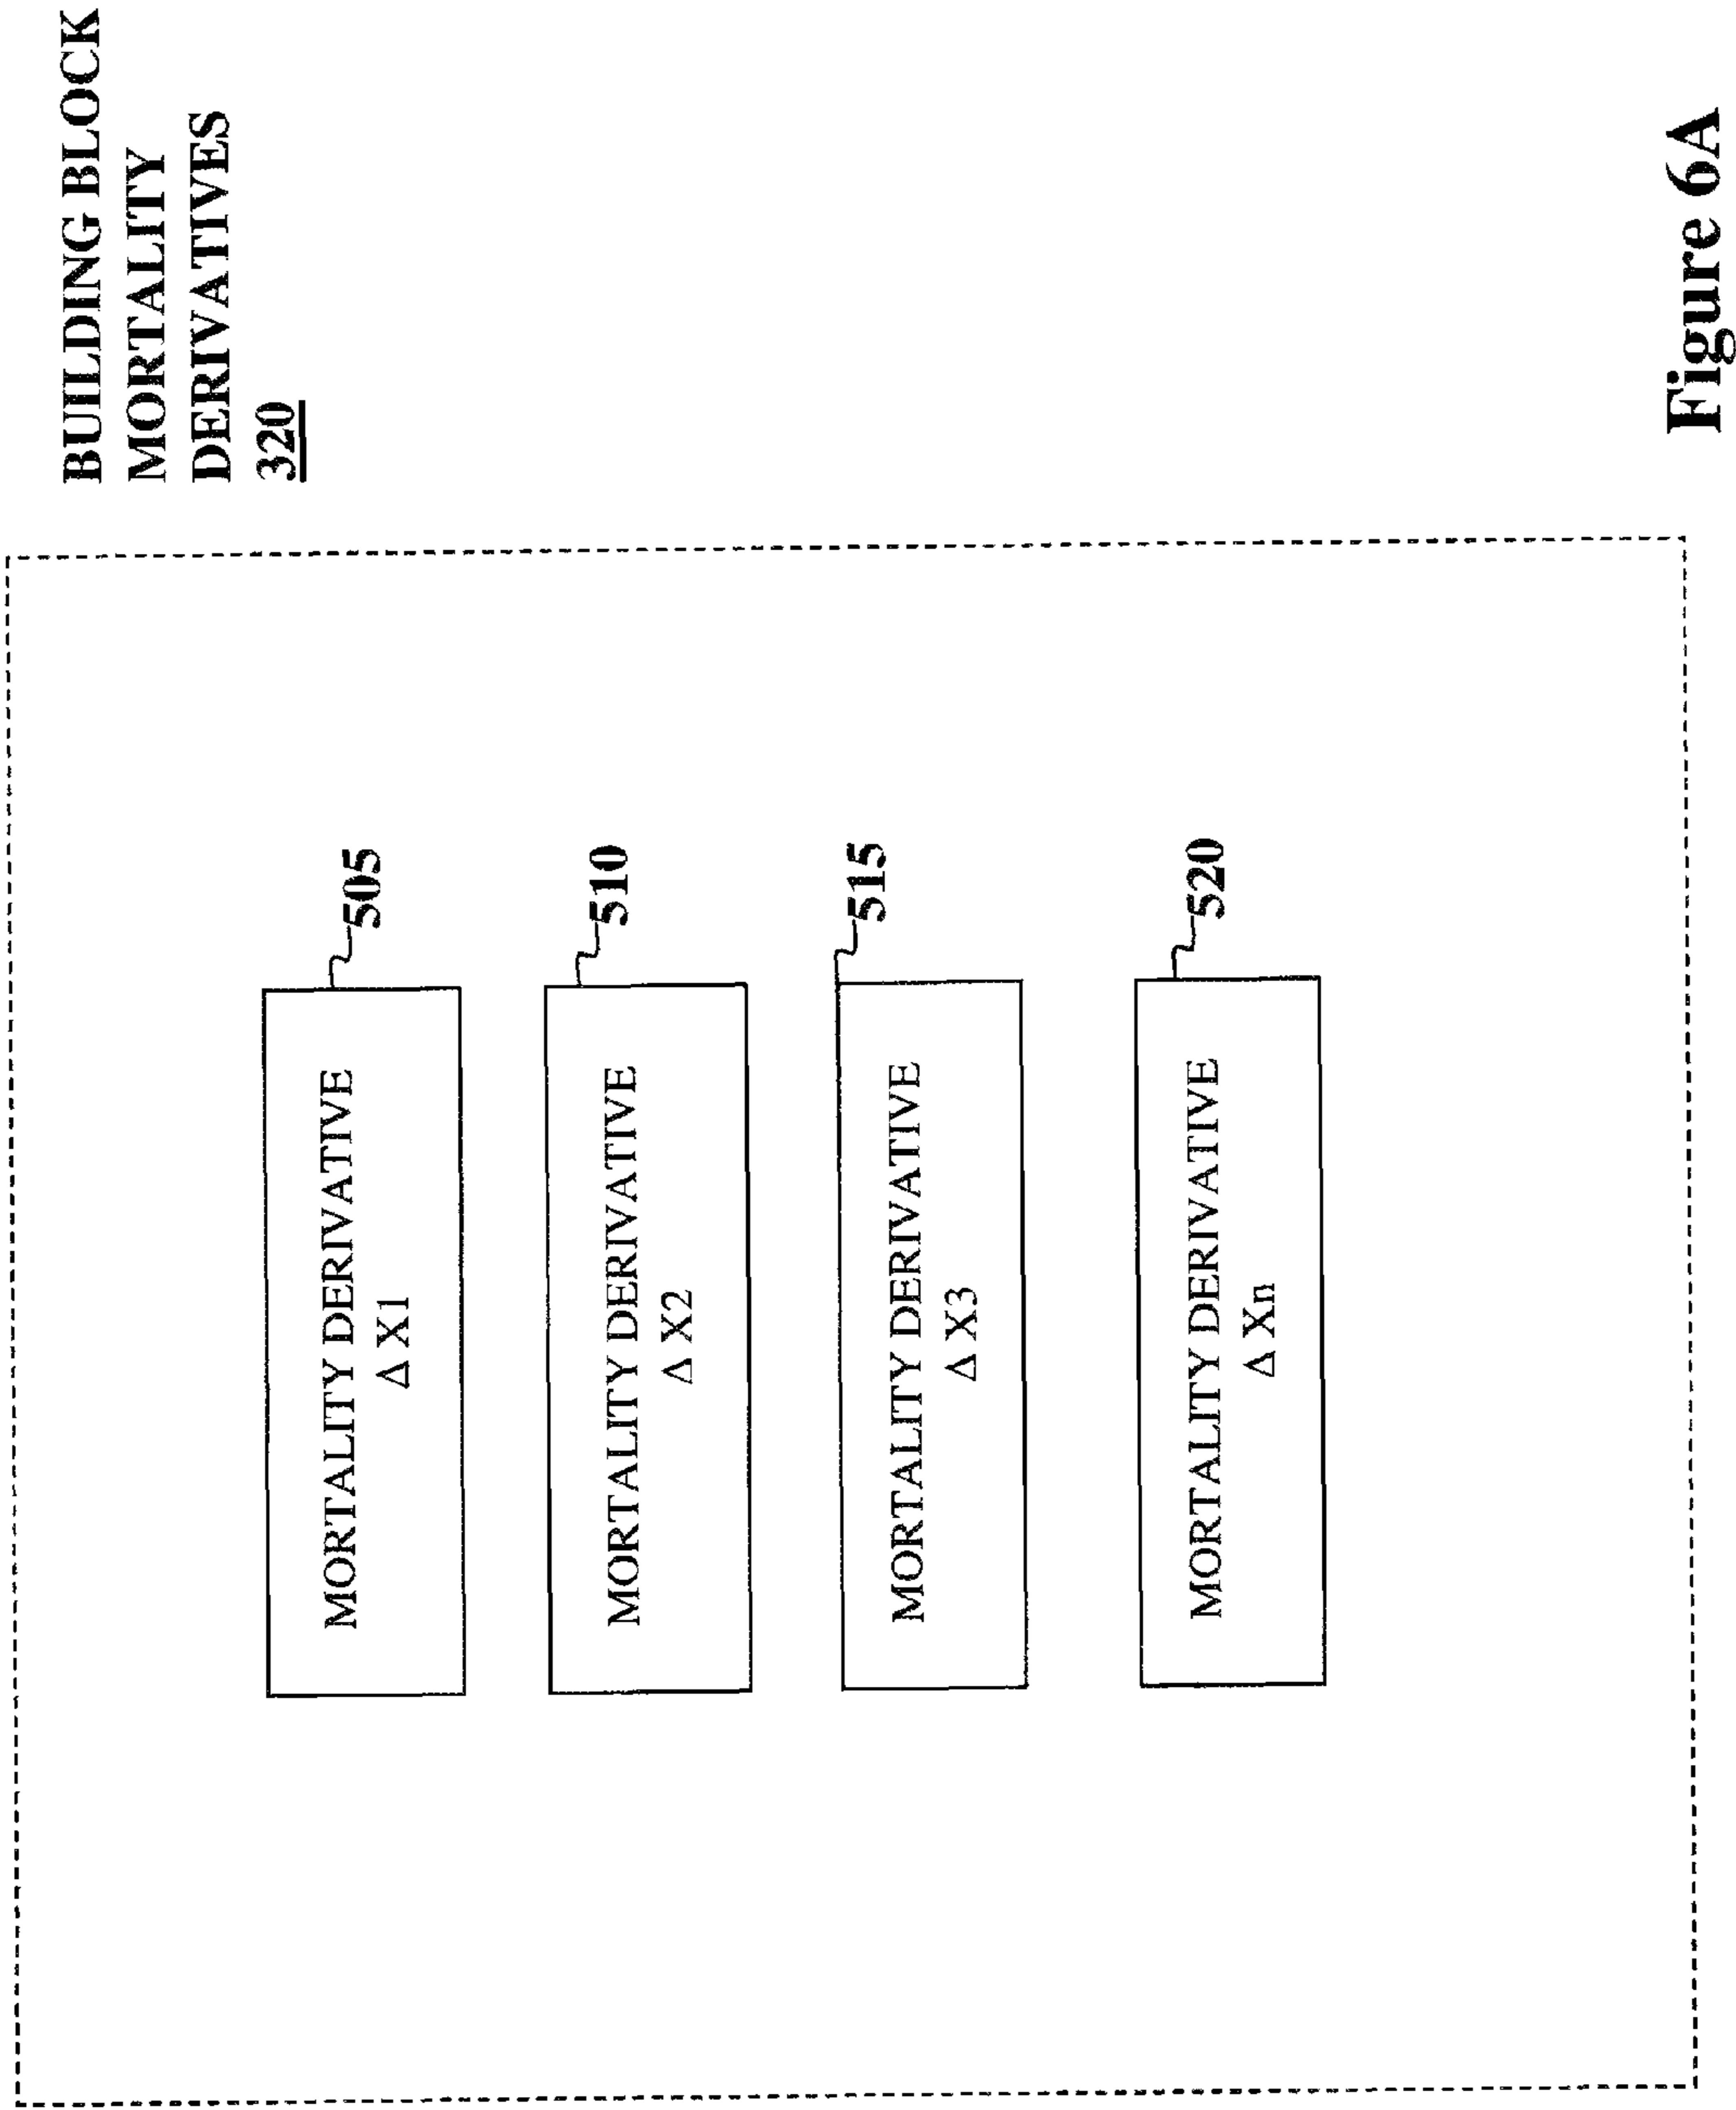 BUILDING BLOCK
MORTALITY
DERIVATIVES
320
MORTALITY DERIVATIVE
Δ X1
505
MORTALITY DERIVATIVE
Δ X2
510
MORTALITY DERIVATIVE
Δ X3
515
MORTALITY DERIVATIVE
Δ Xn
520
Figure 6A